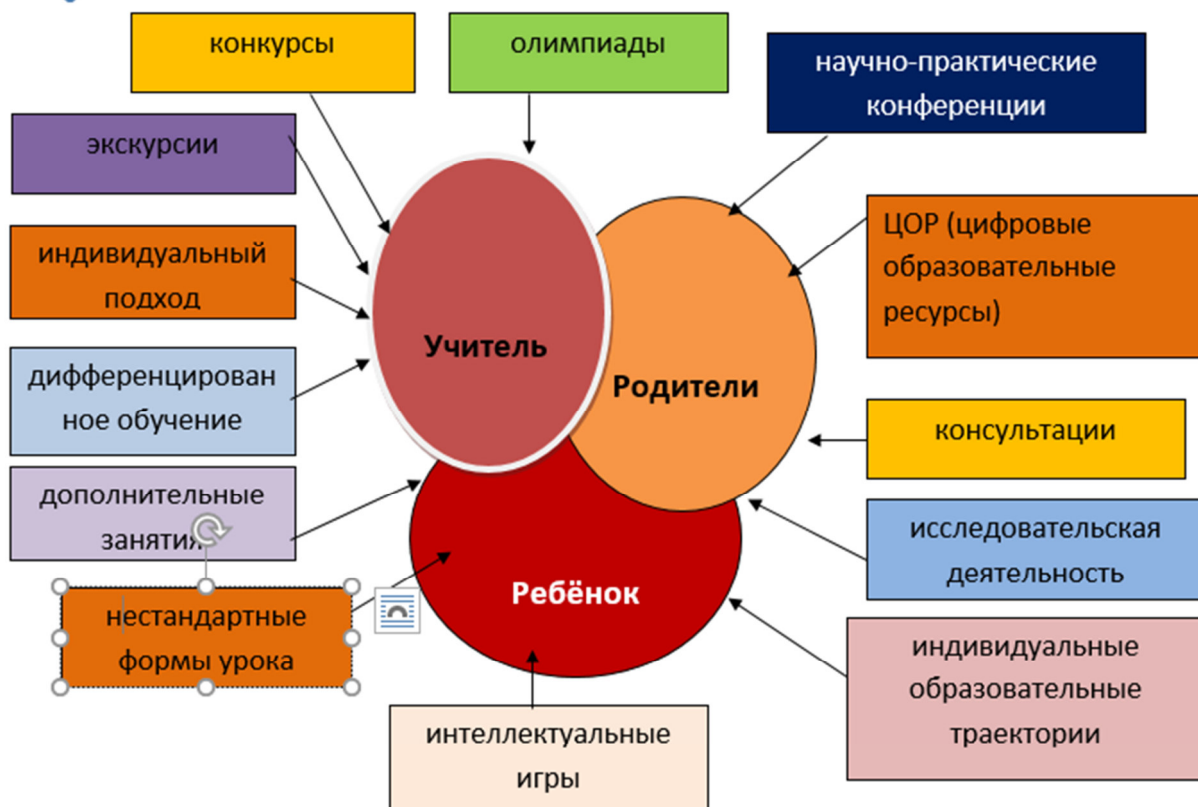 конкурсы
олимпиады
научно-практические
конференции
экскурсии
индивидуальный
подход
ЦОР (цифровые
образовательные
ресурсы)
Учитель
Родители
дифференцирован
ное обучение
консультации
дополнительные
занятия
исследовательская
деятельность
Ребёнок
нестандартные
формы урока
индивидуальные
образовательные
траектории
интеллектуальные
игры